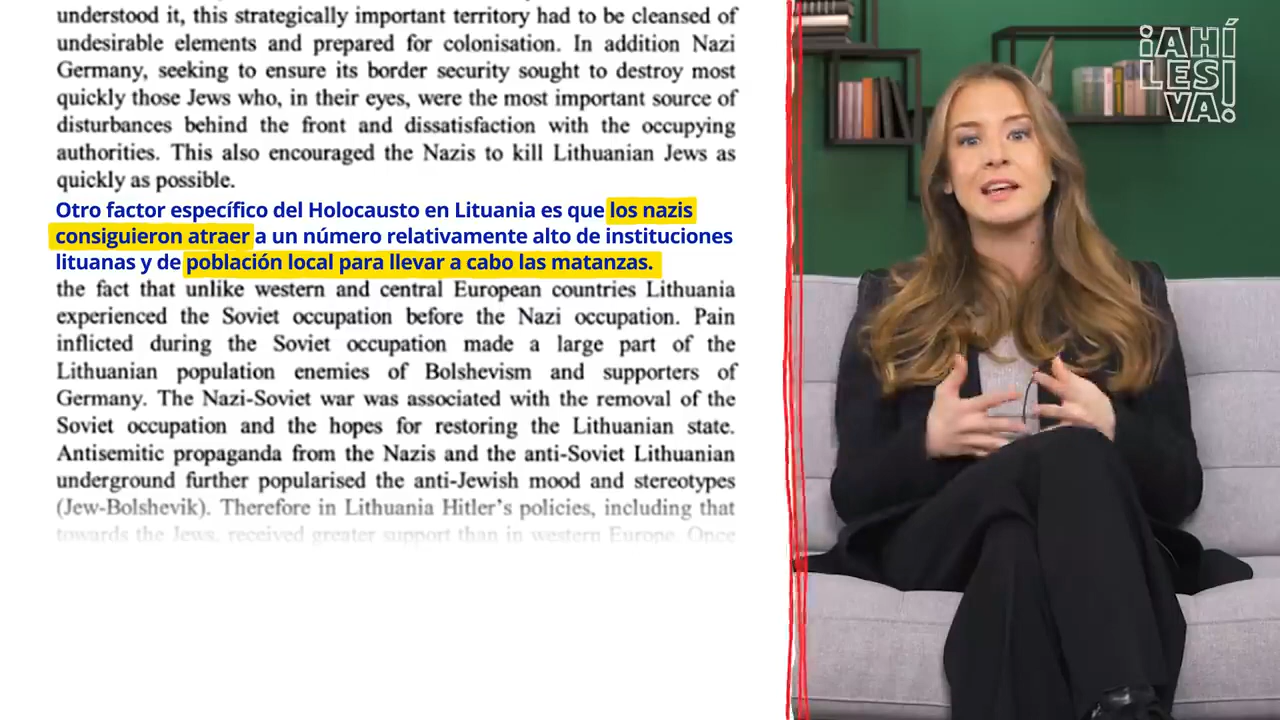 understood it, this strategically important territory had to be cleansed of
undesirable elements and prepared for colonisation. In addition Nazi
Germany, seeking to ensure its border security sought to destroy most
quickly those Jews who, in their eyes, were the most important source of
disturbances behind the front and dissatisfaction with the occupying
authorities. This also encouraged the Nazis to kill Lithuanian Jews as
quickly as possible.
Otro factor específico del Holocausto en Lituania es que los nazis
consiguieron atraer a un número relativamente alto de instituciones
lituanas y de población local para llevar a cabo las matanzas.
the fact that unlike western and central European countries Lithuania
experienced the Soviet occupation before the Nazi occupation. Pain
inflicted during the Soviet occupation made a large part of the
Lithuanian population enemies of Bolshevism and supporters of
Germany. The Nazi-Soviet war was associated with the removal of the
Soviet occupation and the hopes for restoring the Lithuanian state.
Antisemitic propaganda from the Nazis and the anti-Soviet Lithuanian
underground further popularised the anti-Jewish mood and stereotypes
(Jew-Bolshevik). Therefore in Lithuania Hitler's policies, including that
towards the Jews, received greater support than in western Europe. Once
¡AHÍ
LES
VA!